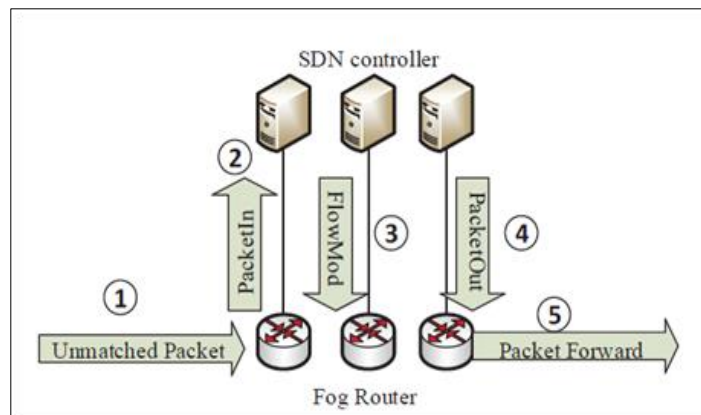 SDN controller
2
PacketIn
FlowMod
3
PacketOut
4
1
Unmatched Packet
5
Packet Forward
Fog Router